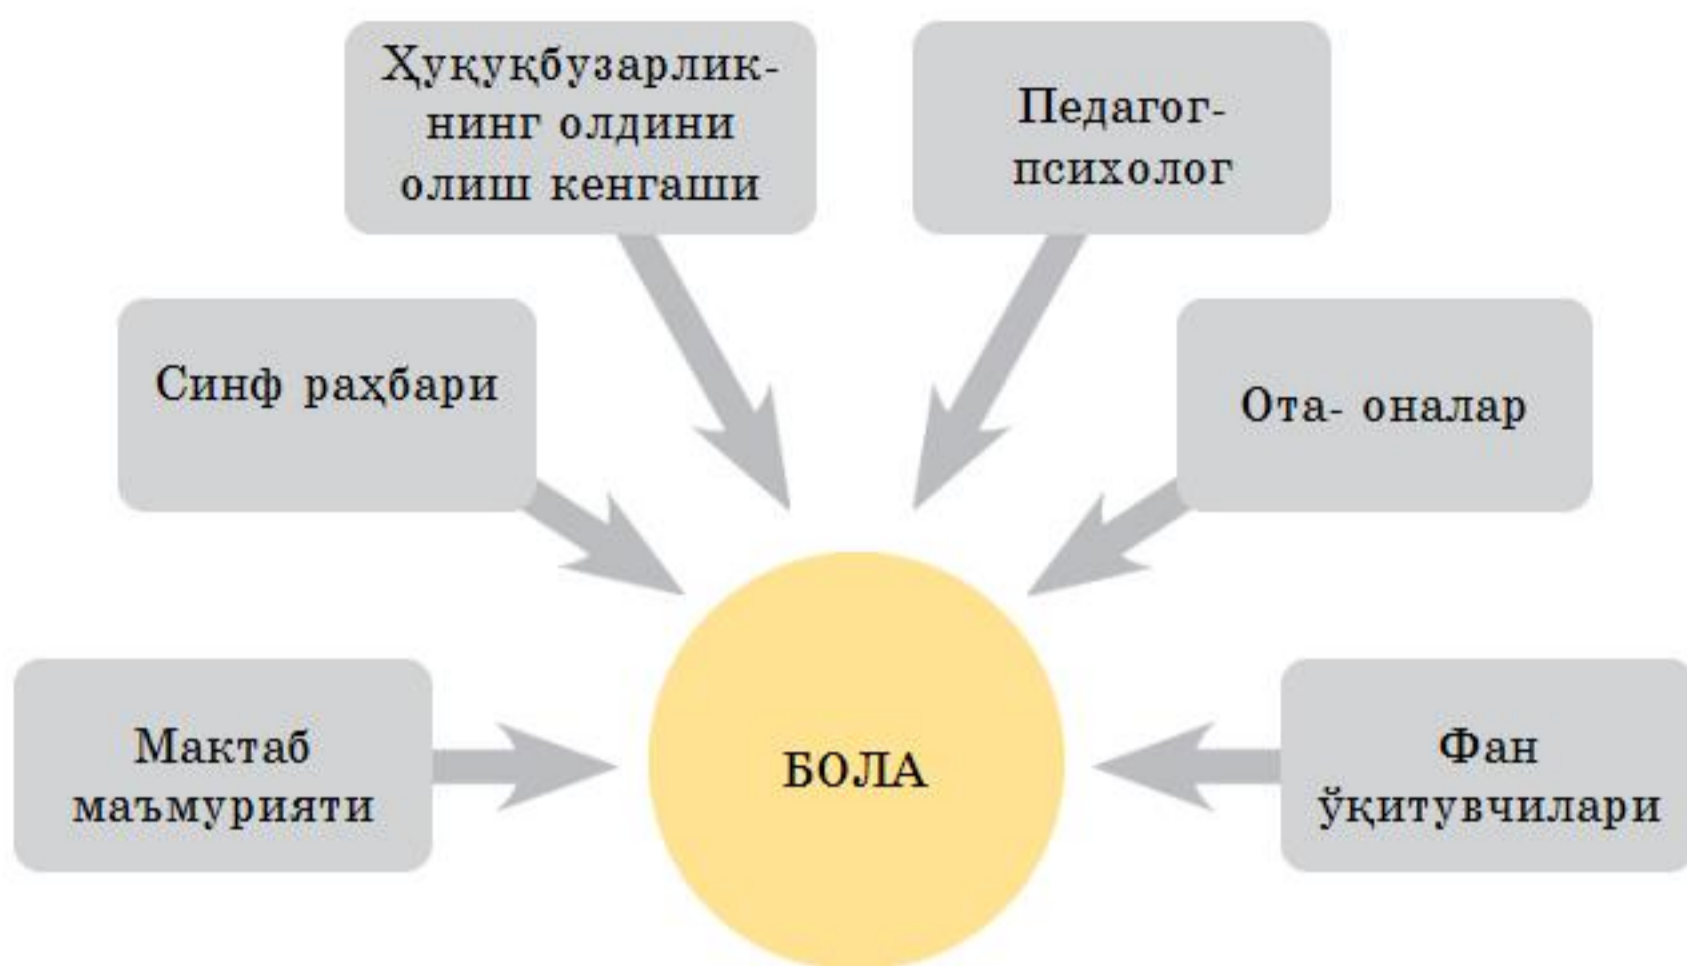 Ҳуқуқбузарлик-
нинг олдини
олиш кенгаши
Педагог-
психолог
Синф раҳбари
Ота- оналар
Мактаб
маъмурияти
БОЛА
Фан
ўқитувчилари